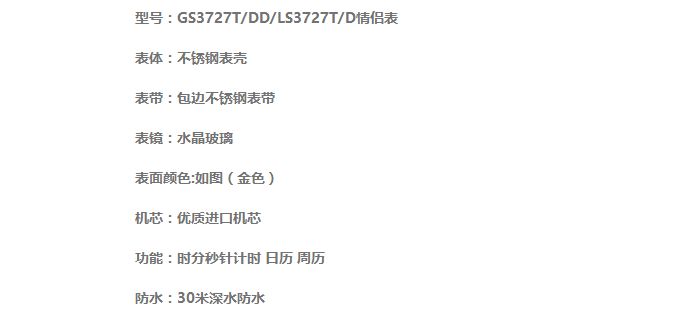 型号：GS3727T/DD/LS3727T/D情侣表
表体：不锈钢表壳
表带：包边不锈钢表带
表镜：水晶玻璃
表面颜色:如图（金色）
机芯：优质进口机芯
功能：时分秒针计时 日历 周历
防水：30米深水防水